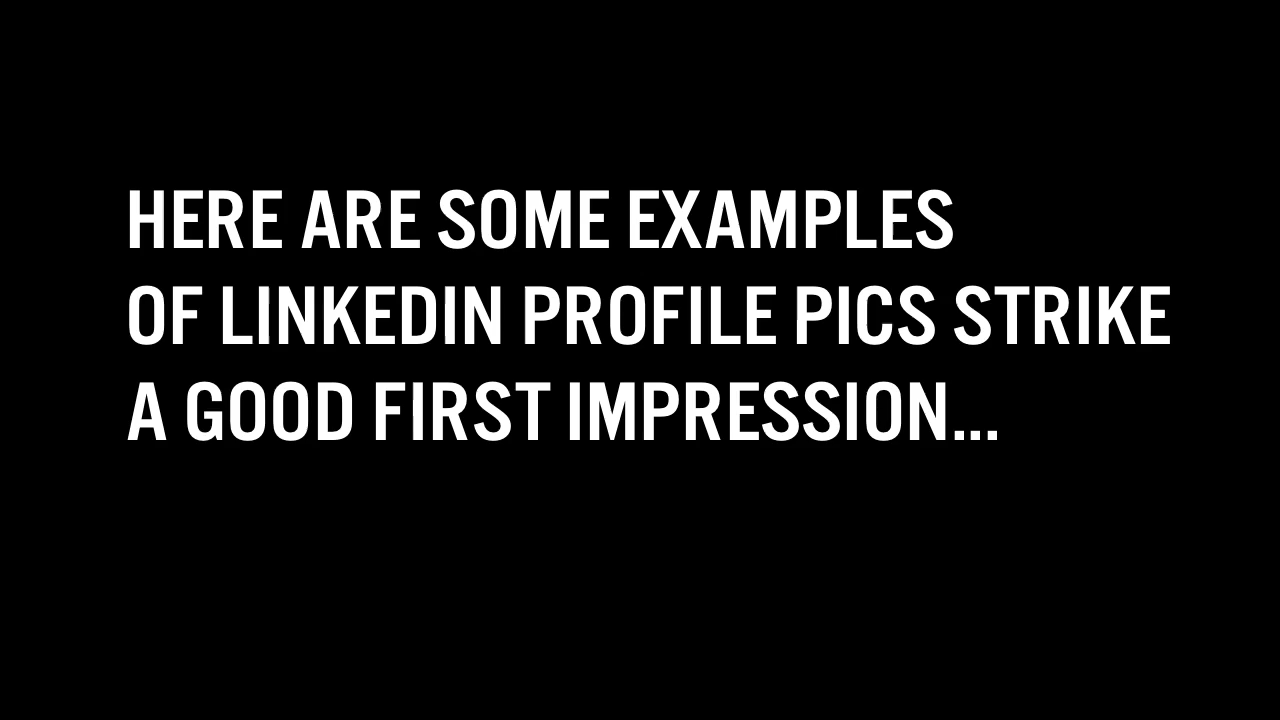 HERE ARE SOME EXAMPLES
OF LINKEDIN PROFILE PICS STRIKE
A GOOD FIRST IMPRESSION...